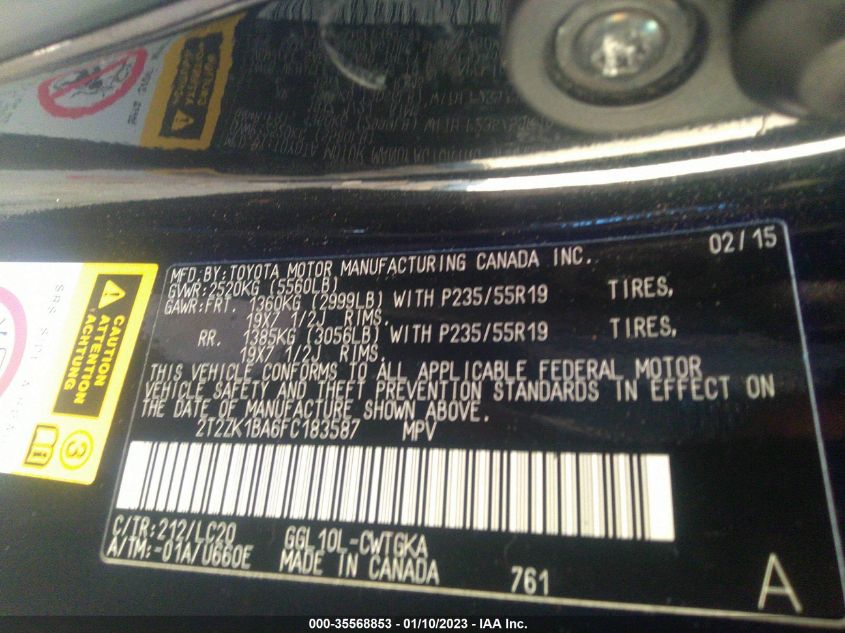 MFD.BY:TOYOTA MOTOR MANUFACTURING CANADA INC. 02/15
GVWR:2520KG (5560LB)
GAWR:FRT. 1360KG (2999LB) WITH P235/55R19 TIRES,
19X7 1/2J RIMS.
RR. 1385KG (3056LB) WITH P235/55R19 TIRES,
19X7 1/2J RIMS.
THIS VEHICLE CONFORMS TO ALL APPLICABLE FEDERAL MOTOR
VEHICLE SAFETY AND THEFT PREVENTION STANDARDS IN EFFECT ON
THE DATE OF MANUFACTURE SHOWN ABOVE.
2T2ZK1BA6FC183587 MPV
C/TR:212/LC20 GGL10L-CWTGKA
A/TM:-01A/U660E MADE IN CANADA 761 A
CAUTION
ATTENTION
ACHTUNG
3
000-35568853 - 01/10/2023 - IAA Inc.